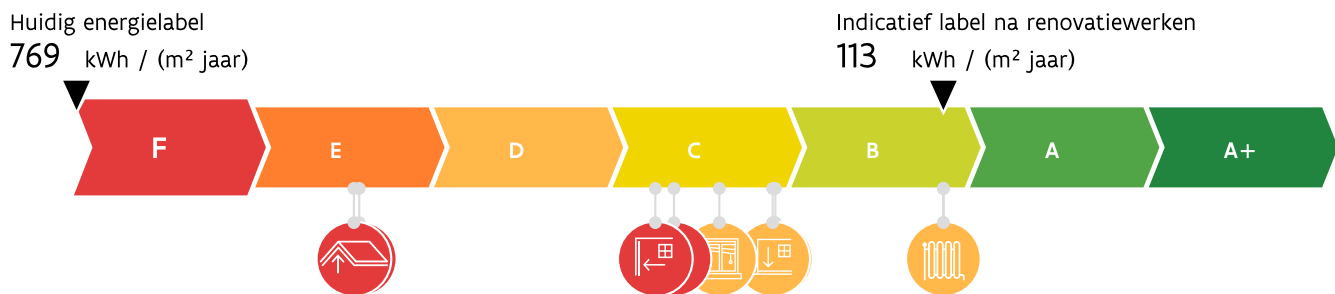 Huidig energielabel
769 kWh / (m² jaar)
Indicatief label na renovatiewerken
113 kWh / (m² jaar)
F E D C B A A+